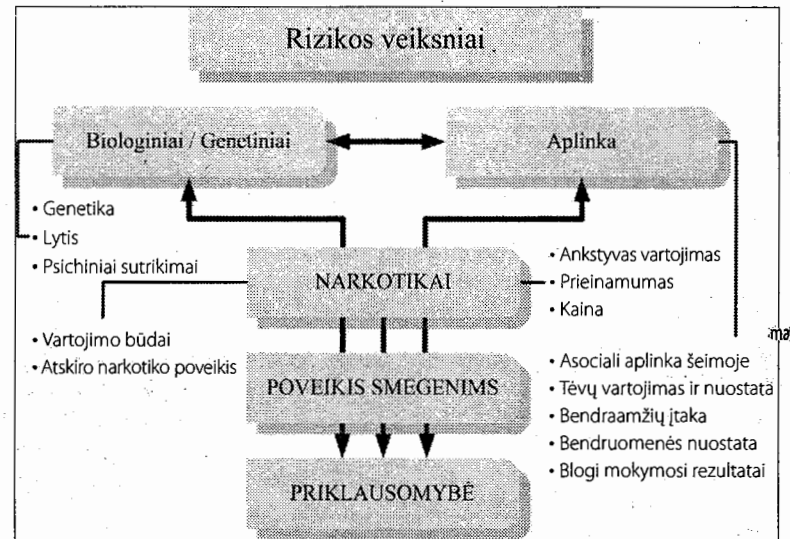 Rizikos veiksniai
Biologiniai / Genetiniai
Aplinka
• Genetika
• Lytis
• Psichiniai sutrikimai
NARKOTIKAI
• Ankstyvas vartojimas
• Prieinamumas
• Kaina
• Vartojimo būdai
• Atskiro narkotiko poveikis
POVEIKIS SMEGENIMS
• Asociali aplinka šeimoje
• Tėvų vartojimas ir nuostata
• Bendraamžių įtaka
• Bendruomenės nuostata
• Blogi mokymosi rezultatai
PRIKLAUSOMYBĖ